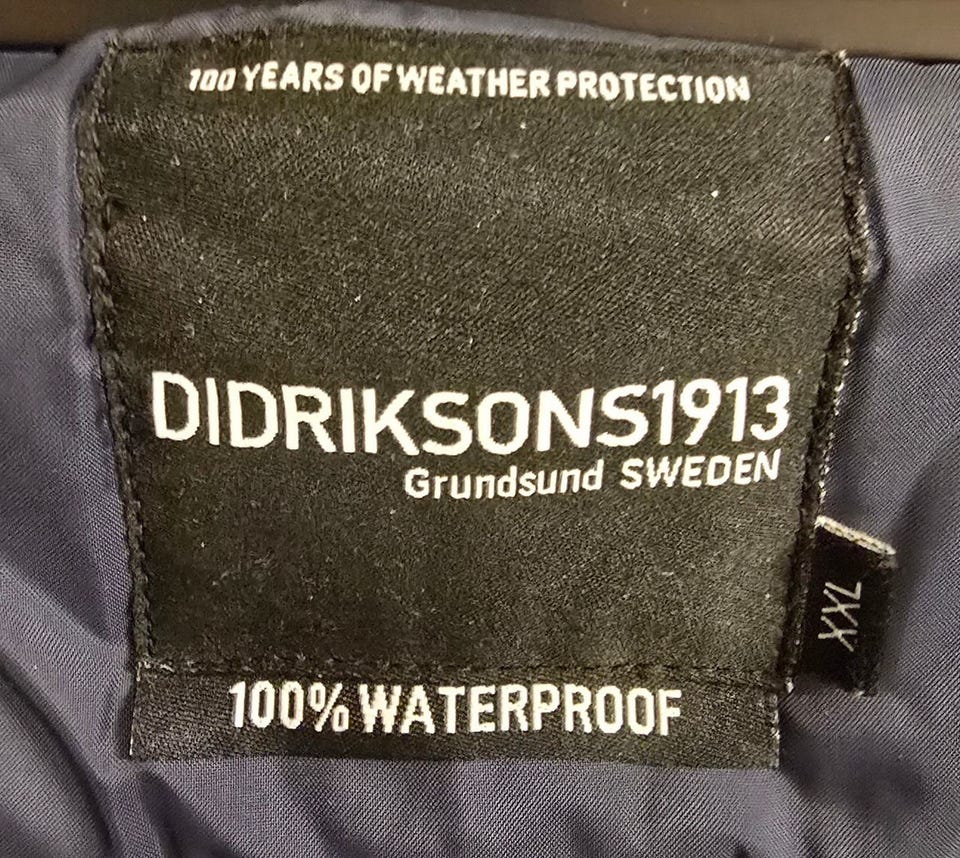 100 YEARS OF WEATHER PROTECTION
DIDRIKSONS1913
Grundsund SWEDEN
XXL
100% WATERPROOF